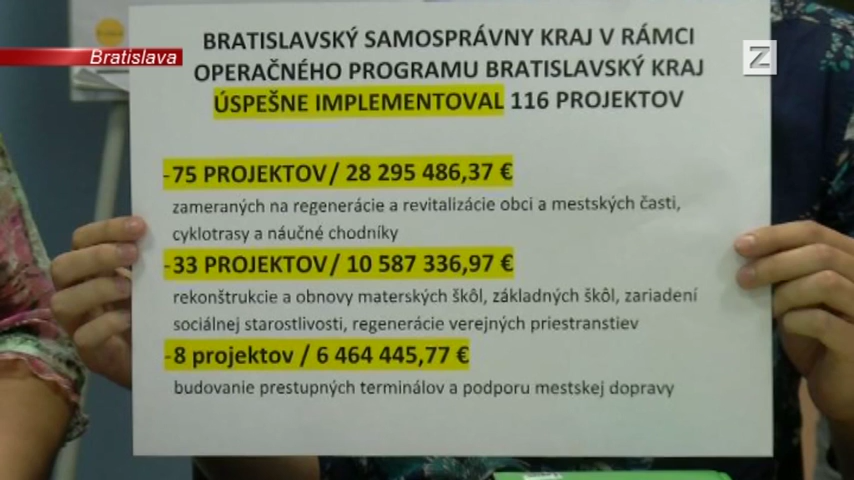 Bratislava
Z
BRATISLAVSKÝ SAMOSPRÁVNY KRAJ V RÁMCI
OPERAČNÉHO PROGRAMU BRATISLAVSKÝ KRAJ
ÚSPEŠNE IMPLEMENTOVAL 116 PROJEKTOV
-75 PROJEKTOV/ 28 295 486,37 €
zameraných na regenerácie a revitalizácie obci a mestských časti,
cyklotrasy a náučné chodníky
-33 PROJEKTOV/ 10 587 336,97 €
rekonštrukcie a obnovy materských škôl, základných škôl, zariadení
sociálnej starostlivosti, regenerácie verejných priestranstiev
-8 projektov / 6 464 445,77 €
budovanie prestupných terminálov a podporu mestskej dopravy